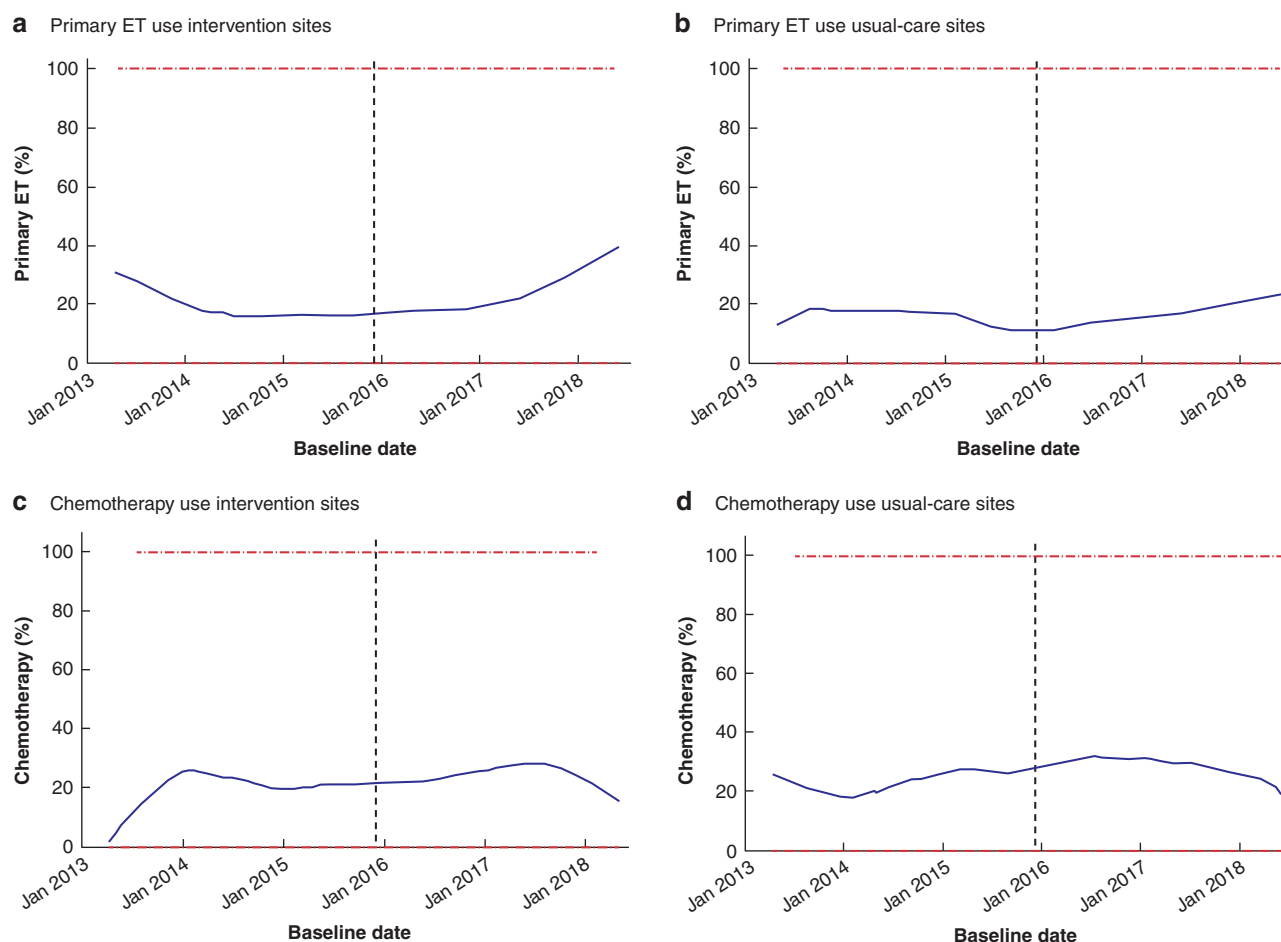 a Primary ET use intervention sites
Primary ET (%)
100
80
60
40
20
0
Jan 2013
Jan 2014
Jan 2015
Jan 2016
Jan 2017
Jan 2018
Baseline date
b Primary ET use usual-care sites
Primary ET (%)
100
80
60
40
20
0
Jan 2013
Jan 2014
Jan 2015
Jan 2016
Jan 2017
Jan 2018
Baseline date
c Chemotherapy use intervention sites
Chemotherapy (%)
100
80
60
40
20
0
Jan 2013
Jan 2014
Jan 2015
Jan 2016
Jan 2017
Jan 2018
Baseline date
d Chemotherapy use usual-care sites
Chemotherapy (%)
100
80
60
40
20
0
Jan 2013
Jan 2014
Jan 2015
Jan 2016
Jan 2017
Jan 2018
Baseline date